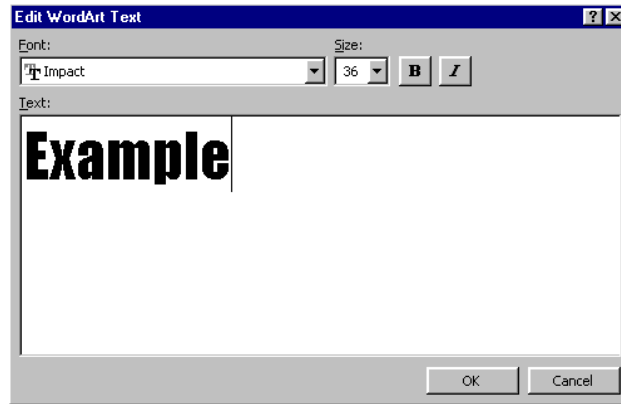 Edit WordArt Text
Font: Size:
Impact 36 B I
Text:
Example
OK Cancel